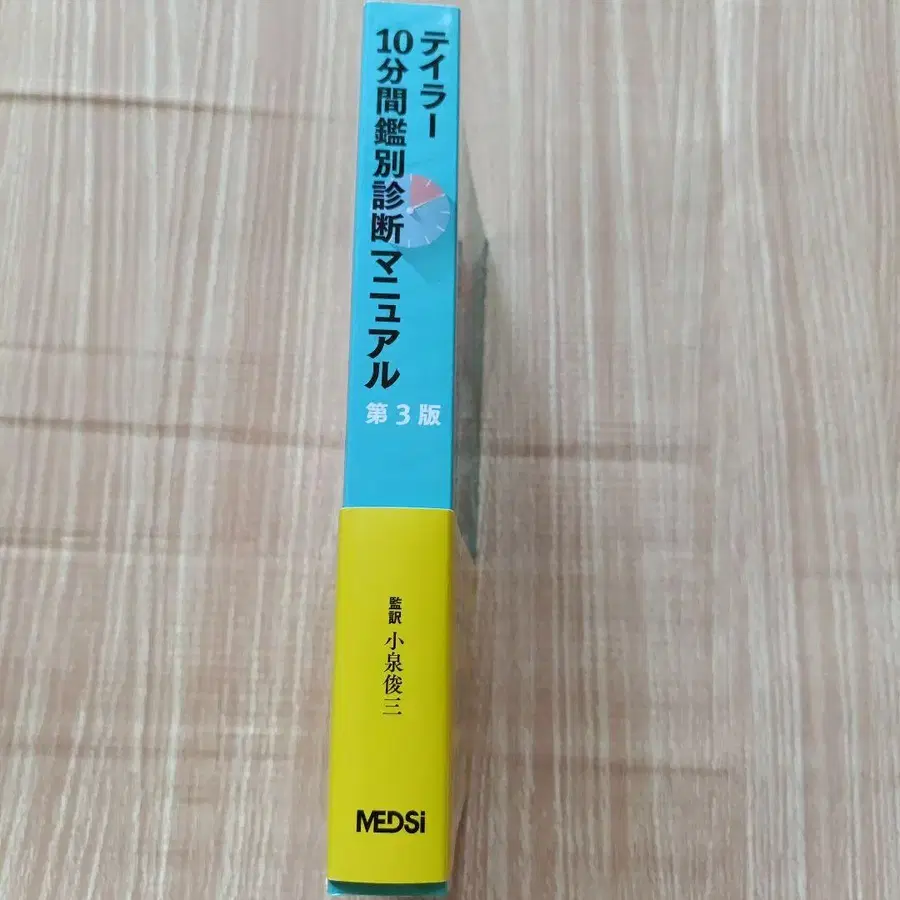 テイラー
10分間鑑別診断マニュアル
第3版
監訳 小泉俊三
MEDSi